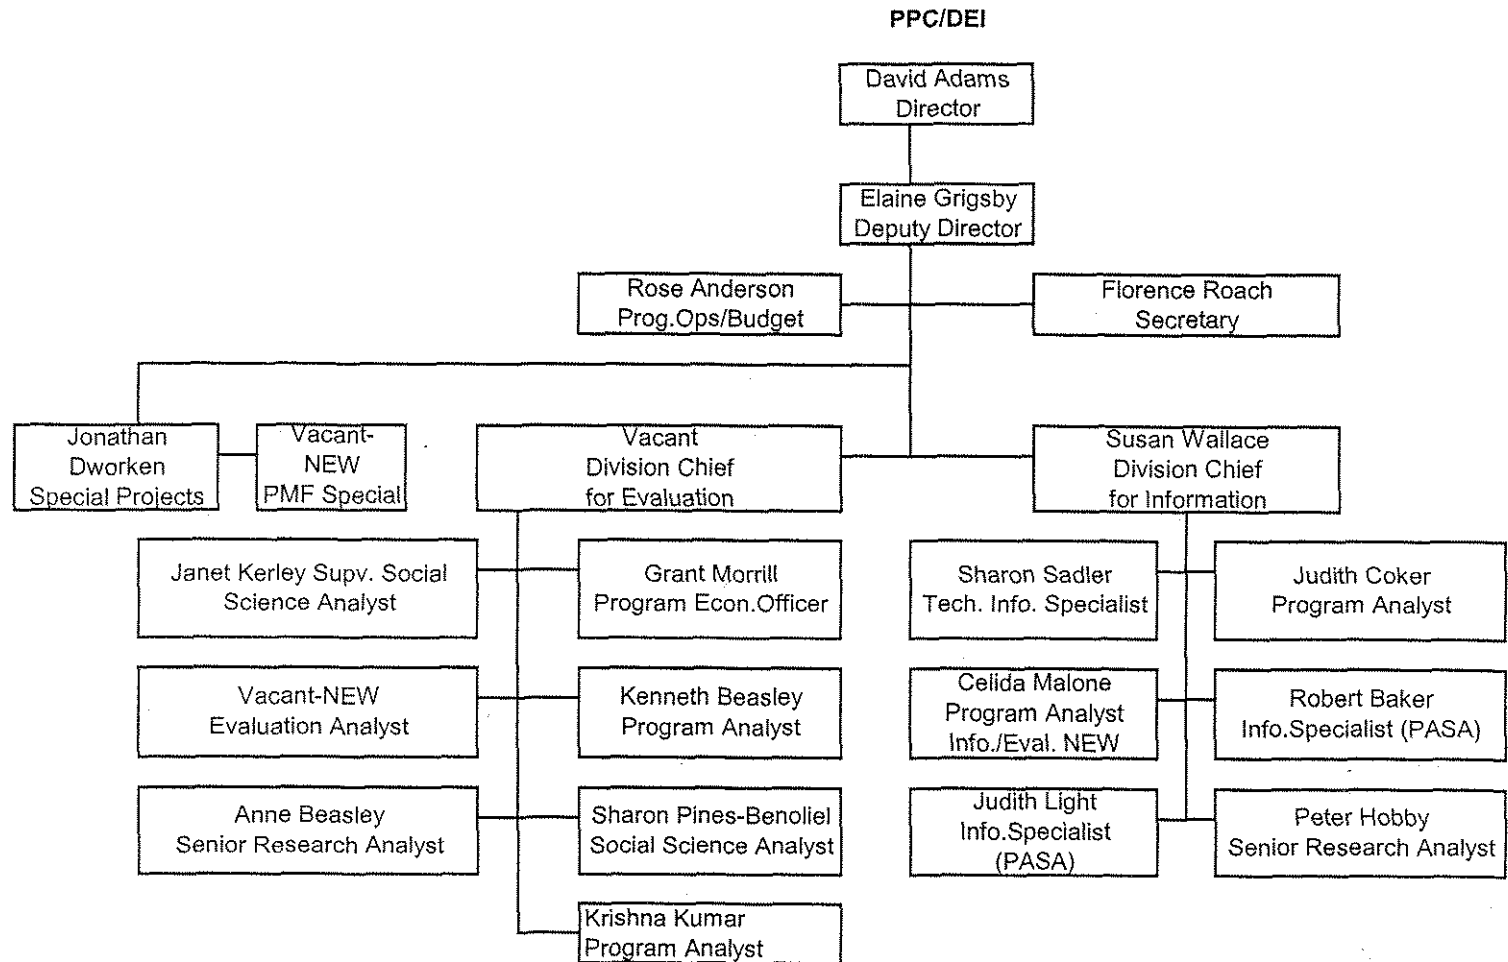 PPC/DEI
David Adams
Director
Elaine Grigsby
Deputy Director
Rose Anderson
Prog.Ops/Budget
Florence Roach
Secretary
Jonathan
Dworken
Special Projects
Vacant-
NEW
PMF Special
Vacant
Division Chief
for Evaluation
Susan Wallace
Division Chief
for Information
Janet Kerley Supv. Social
Science Analyst
Grant Morrill
Program Econ.Officer
Sharon Sadler
Tech. Info. Specialist
Judith Coker
Program Analyst
Vacant-NEW
Evaluation Analyst
Kenneth Beasley
Program Analyst
Celida Malone
Program Analyst
Info./Eval. NEW
Robert Baker
Info.Specialist (PASA)
Anne Beasley
Senior Research Analyst
Sharon Pines-Benoliel
Social Science Analyst
Judith Light
Info.Specialist
(PASA)
Peter Hobby
Senior Research Analyst
Krishna Kumar
Program Analyst